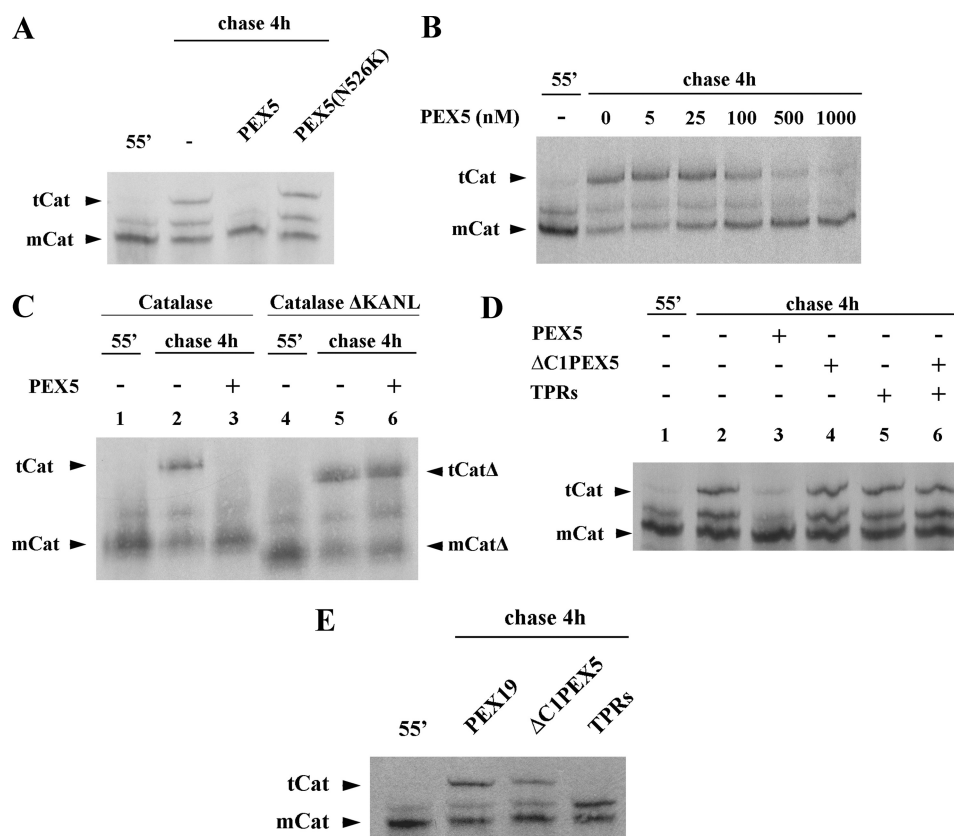 A
chase 4h
55' - PEX5 PEX5(N526K)
tCat ►
mCat ►
B
55' chase 4h
PEX5 (nM) - 0 5 25 100 500 1000
tCat ►
mCat ►
C
Catalase Catalase ΔKANL
55' chase 4h 55' chase 4h
PEX5 - - + - - +
1 2 3 4 5 6
tCat ► ◄ tCatΔ
mCat ► ◄ mCatΔ
D
55' chase 4h
PEX5 - - + - - -
ΔC1PEX5 - - - + - +
TPRs - - - - + +
1 2 3 4 5 6
tCat ►
mCat ►
E
chase 4h
55' PEX19 ΔC1PEX5 TPRs
tCat ►
mCat ►